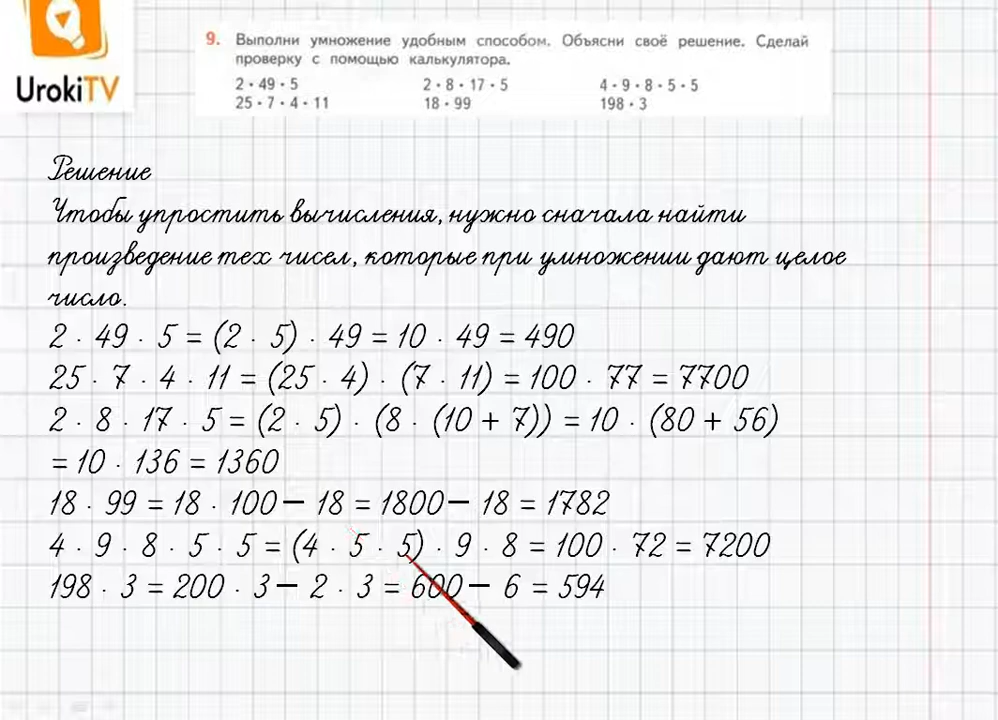 UrokiTV
9. Выполни умножение удобным способом. Объясни своё решение. Сделай
проверку с помощью калькулятора.
2 • 49 • 5 2 • 8 • 17 • 5 4 • 9 • 8 • 5 • 5
25 • 7 • 4 • 11 18 • 99 198 • 3
Решение
Чтобы упростить вычисления, нужно сначала найти
произведение тех чисел, которые при умножении дают целое
число.
2 · 49 · 5 = (2 · 5) · 49 = 10 · 49 = 490
25 · 7 · 4 · 11 = (25 · 4) · (7 · 11) = 100 · 77 = 7700
2 · 8 · 17 · 5 = (2 · 5) · (8 · (10 + 7)) = 10 · (80 + 56)
= 10 · 136 = 1360
18 · 99 = 18 · 100 – 18 = 1800 – 18 = 1782
4 · 9 · 8 · 5 · 5 = (4 · 5 · 5) · 9 · 8 = 100 · 72 = 7200
198 · 3 = 200 · 3 – 2 · 3 = 600 – 6 = 594